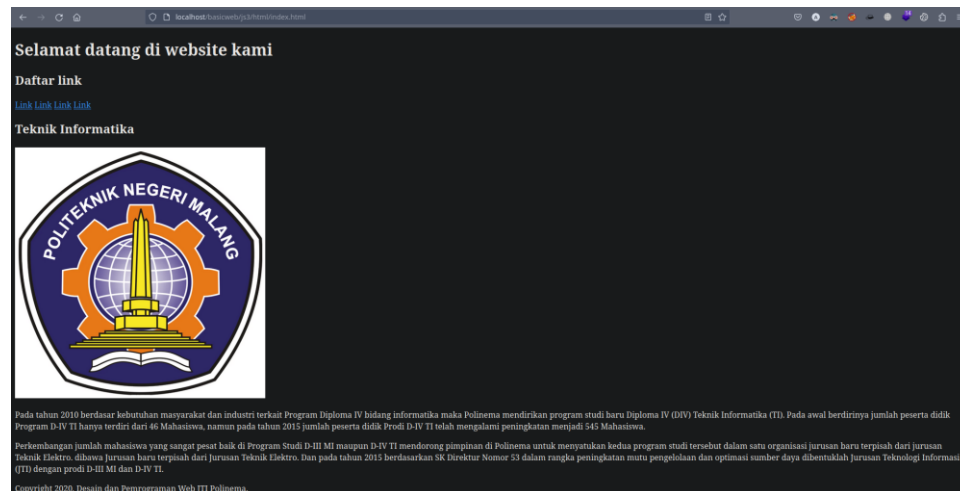 localhost/basicweb/js3/html/index.html
Selamat datang di website kami
Daftar link
Link Link Link Link
Teknik Informatika
POLITEKNIK NEGERI MALANG
Pada tahun 2010 berdasar kebutuhan masyarakat dan industri terkait Program Diploma IV bidang informatika maka Polinema mendirikan program studi baru Diploma IV (DIV) Teknik Informatika (TI). Pada awal berdirinya jumlah peserta didik
Program D-IV TI hanya terdiri dari 46 Mahasiswa, namun pada tahun 2015 jumlah peserta didik Prodi D-IV TI telah mengalami peningkatan menjadi 545 Mahasiswa.
Perkembangan jumlah mahasiswa yang sangat pesat baik di Program Studi D-III MI maupun D-IV TI mendorong pimpinan di Polinema untuk menyatukan kedua program studi tersebut dalam satu organisasi jurusan baru terpisah dari jurusan
Teknik Elektro. dibawa Jurusan baru terpisah dari Jurusan Teknik Elektro. Dan pada tahun 2015 berdasarkan SK Direktur Nomor 53 dalam rangka peningkatan mutu pengelolaan dan optimasi sumber daya dibentuklah Jurusan Teknologi Informasi
(JTI) dengan prodi D-III MI dan D-IV TI.
Copyright 2020. Desain dan Pemrograman Web JTI Polinema.